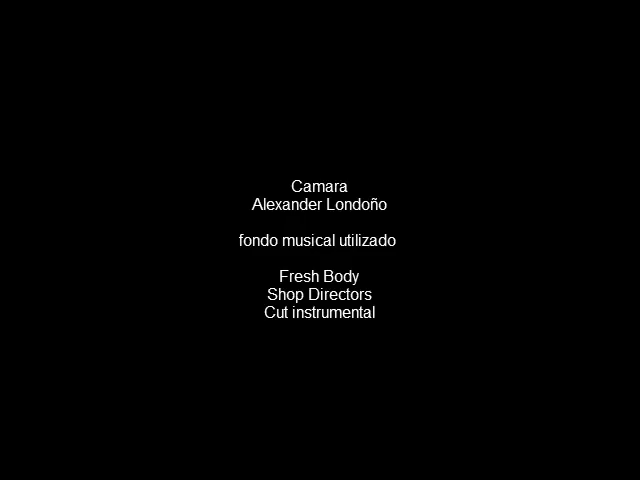 Camara
Alexander Londoño
fondo musical utilizado
Fresh Body
Shop Directors
Cut instrumental